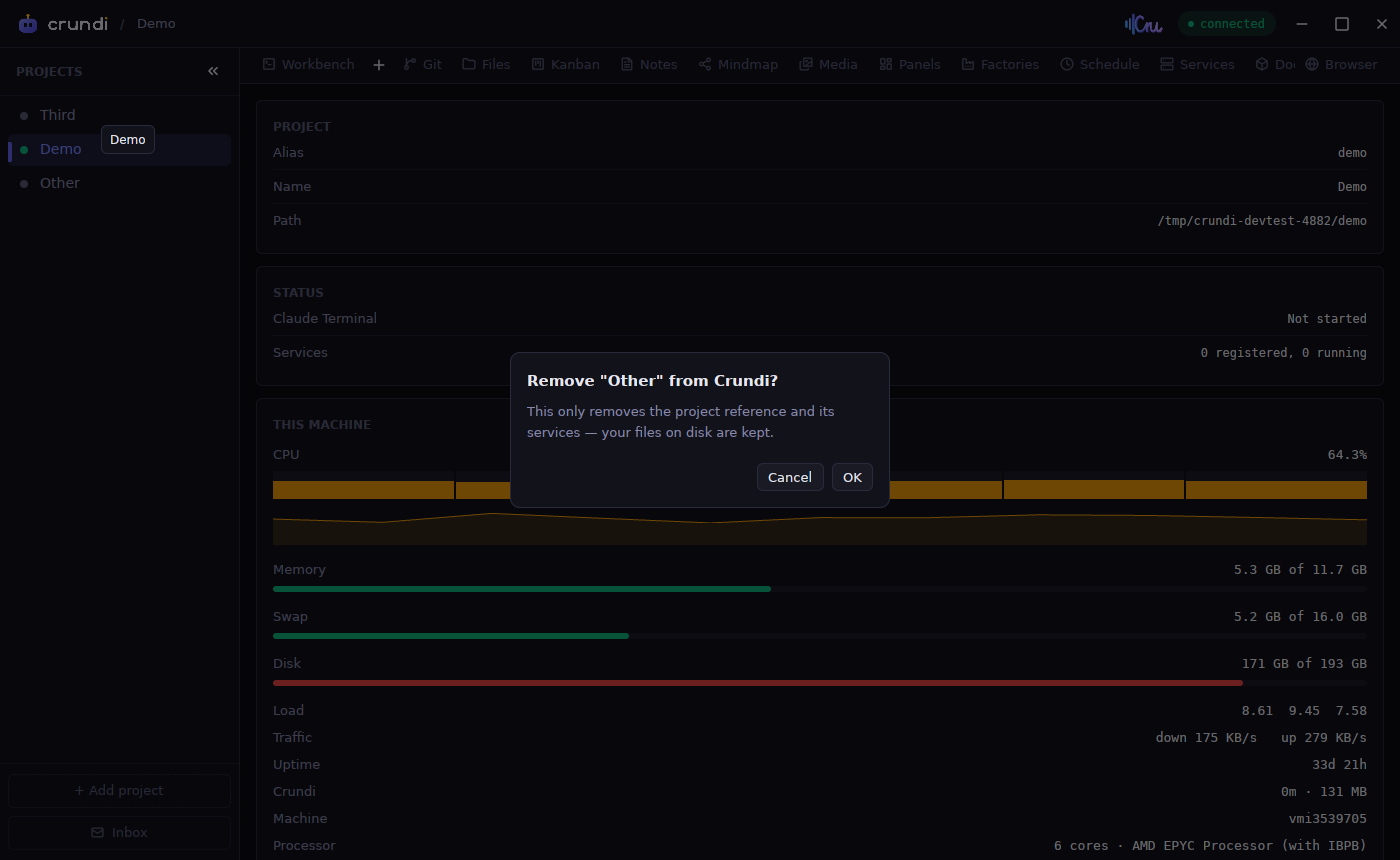 crundi / Demo
Cru
connected
PROJECTS
Workbench
Git
Files
Kanban
Notes
Mindmap
Media
Panels
Factories
Schedule
Services
Browser
Third
Demo
Demo
Other
PROJECT
Alias demo
Name Demo
Path /tmp/crundi-devtest-4882/demo
STATUS
Claude Terminal Not started
Services 0 registered, 0 running
Remove "Other" from Crundi?
This only removes the project reference and its
services — your files on disk are kept.
Cancel OK
THIS MACHINE
CPU 64.3%
Memory 5.3 GB of 11.7 GB
Swap 5.2 GB of 16.0 GB
Disk 171 GB of 193 GB
Load 8.61 9.45 7.58
Traffic down 175 KB/s up 279 KB/s
Uptime 33d 21h
Crundi 0m · 131 MB
Machine vmi3539705
Processor 6 cores · AMD EPYC Processor (with IBPB)
+ Add project
Inbox